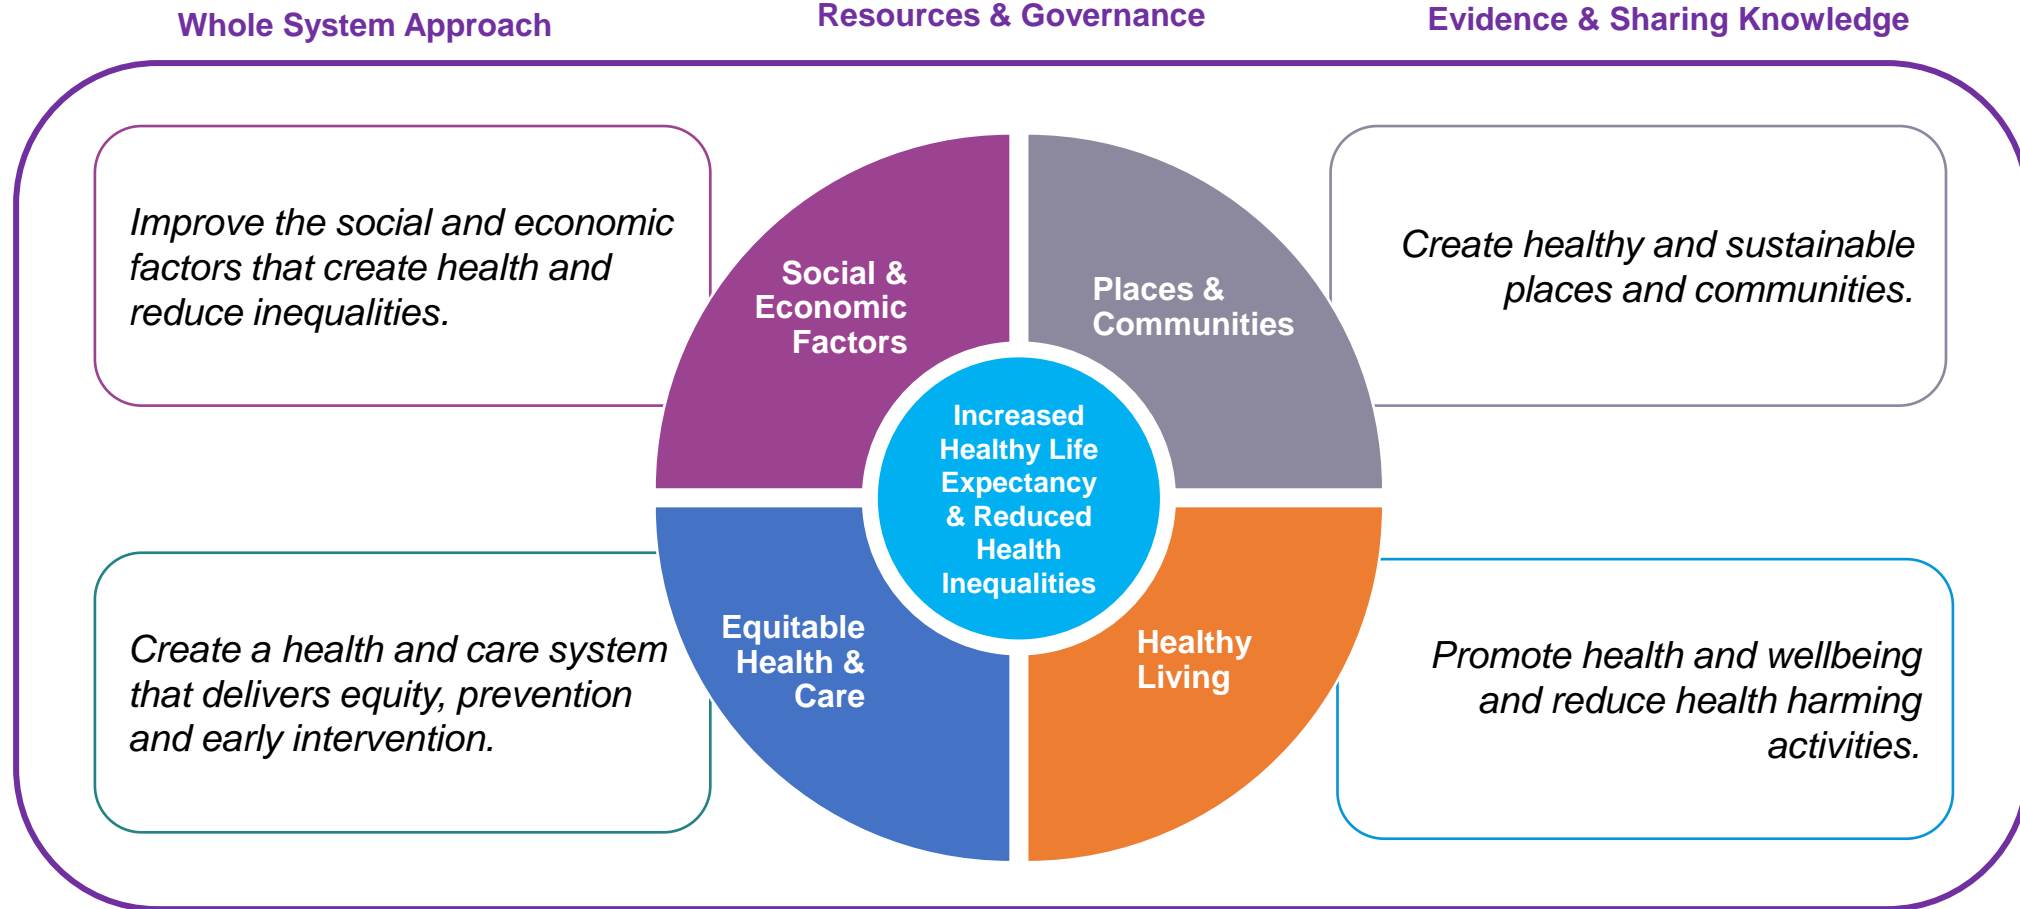 Whole System Approach
Resources & Governance
Evidence & Sharing Knowledge
Improve the social and economic
factors that create health and
reduce inequalities.
Social &
Economic
Factors
Places &
Communities
Create healthy and sustainable
places and communities.
Increased
Healthy Life
Expectancy
& Reduced
Health
Inequalities
Create a health and care system
that delivers equity, prevention
and early intervention.
Equitable
Health &
Care
Healthy
Living
Promote health and wellbeing
and reduce health harming
activities.